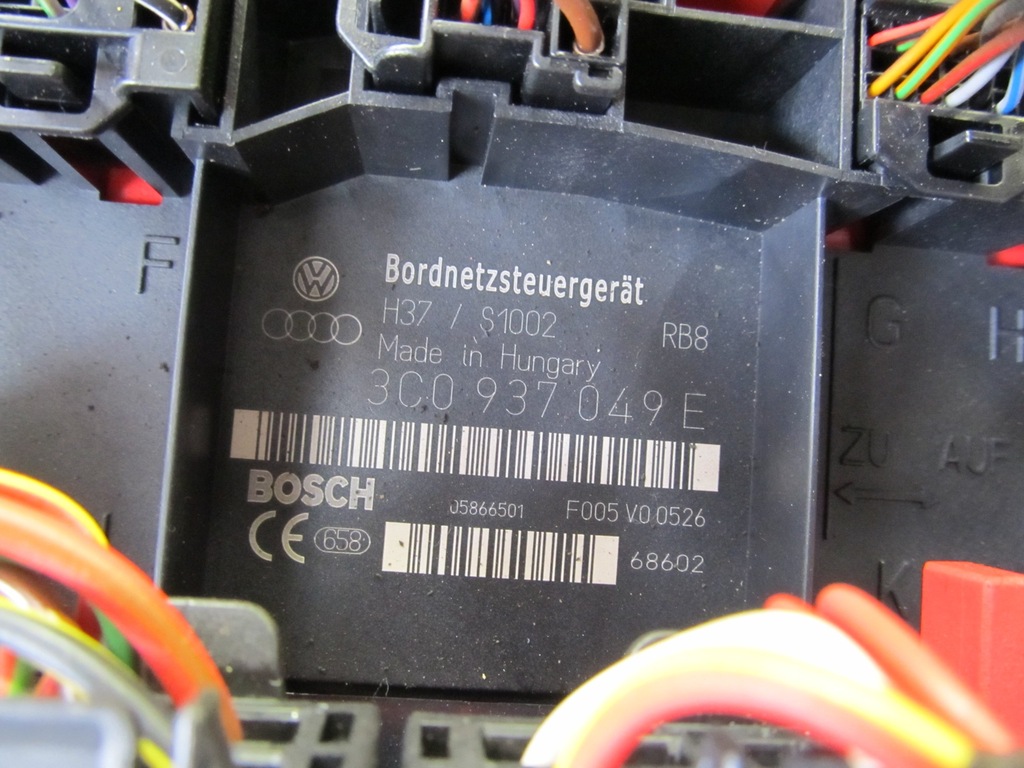 F
Bordnetzsteuergerät
H37 / S1002 RB8
Made in Hungary
3C0 937 049 E
BOSCH
05866501 F005 V0 0526
CE 658 68602
G H
ZU AUF
K